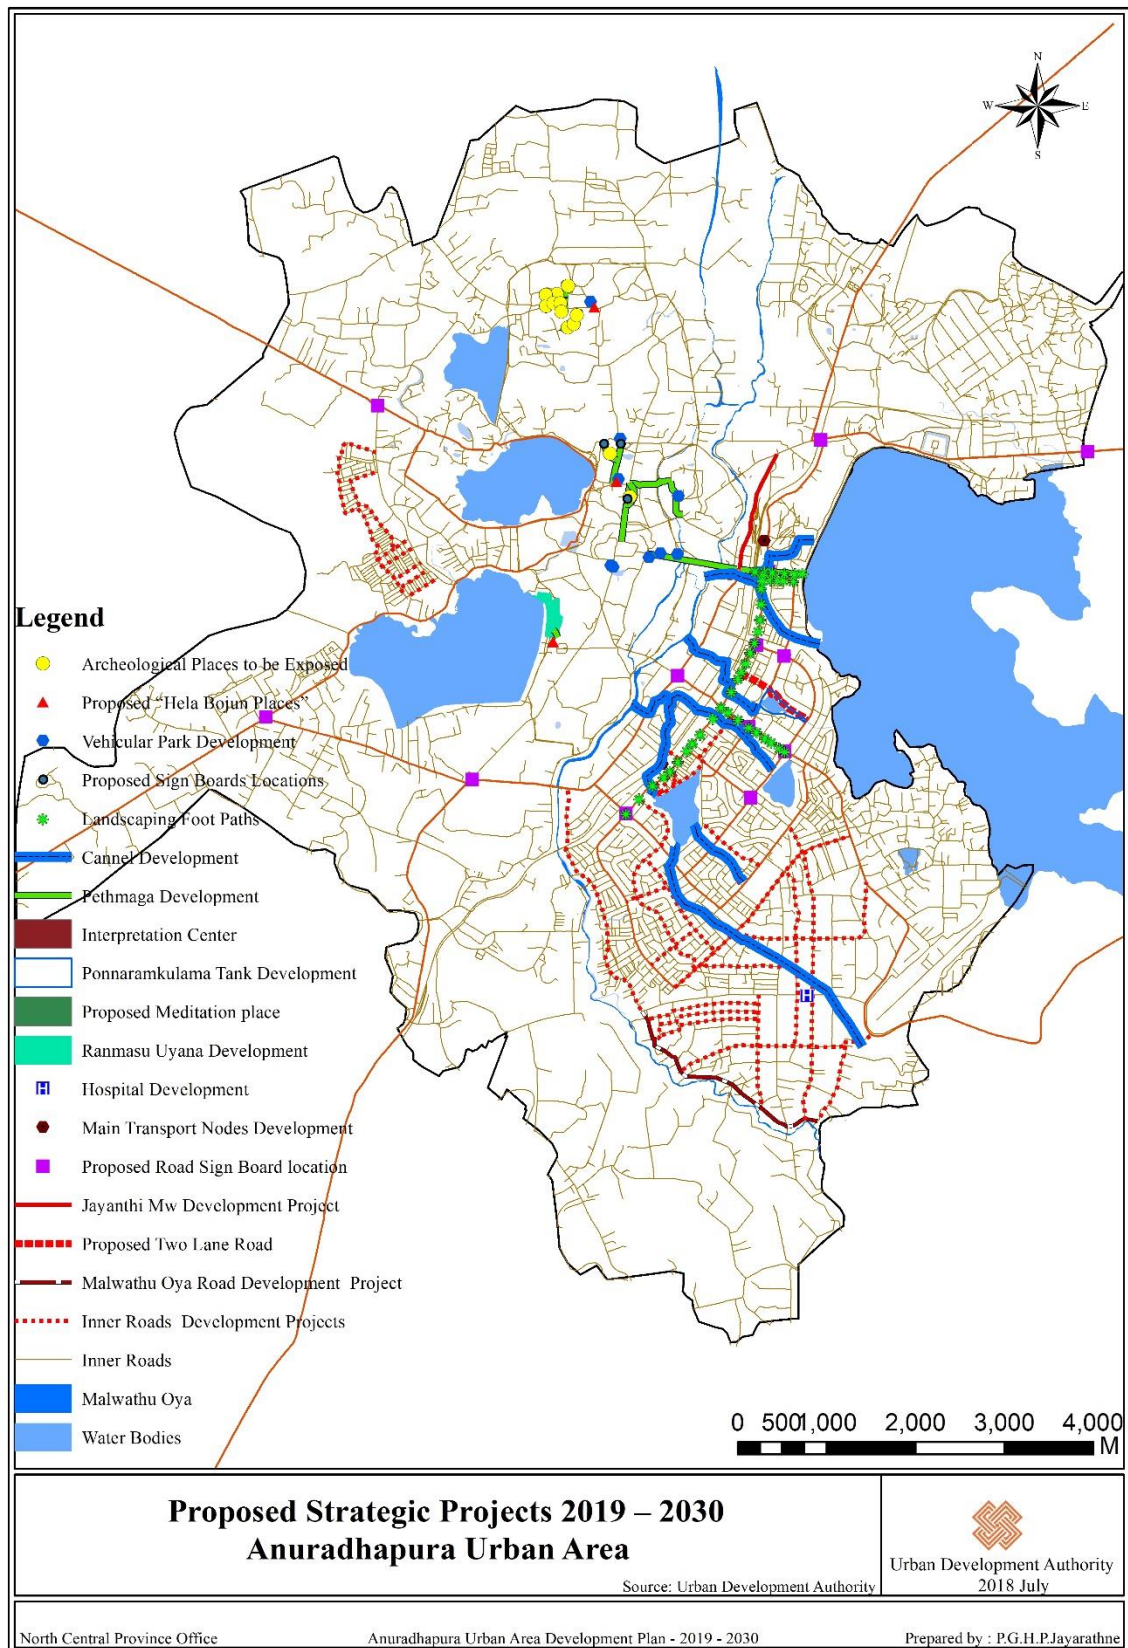 N
W
E
S
Legend
Archeological Places to be Exposed
Proposed “Hela Bojun Places”
Vehicular Park Development
Proposed Sign Boards Locations
Landscaping Foot Paths
Cannel Development
Pethmaga Development
Interpretation Center
Ponnaramkulama Tank Development
Proposed Meditation place
Ranmasu Uyana Development
H Hospital Development
Main Transport Nodes Development
Proposed Road Sign Board location
Jayanthi Mw Development Project
Proposed Two Lane Road
Malwathu Oya Road Development Project
Inner Roads Development Projects
Inner Roads
Malwathu Oya
Water Bodies
H
0 500 1,000 2,000 3,000 4,000
M
Proposed Strategic Projects 2019 – 2030
Anuradhapura Urban Area
Source: Urban Development Authority
Urban Development Authority
2018 July
North Central Province Office
Anuradhapura Urban Area Development Plan - 2019 - 2030
Prepared by : P.G.H.P.Jayarathne